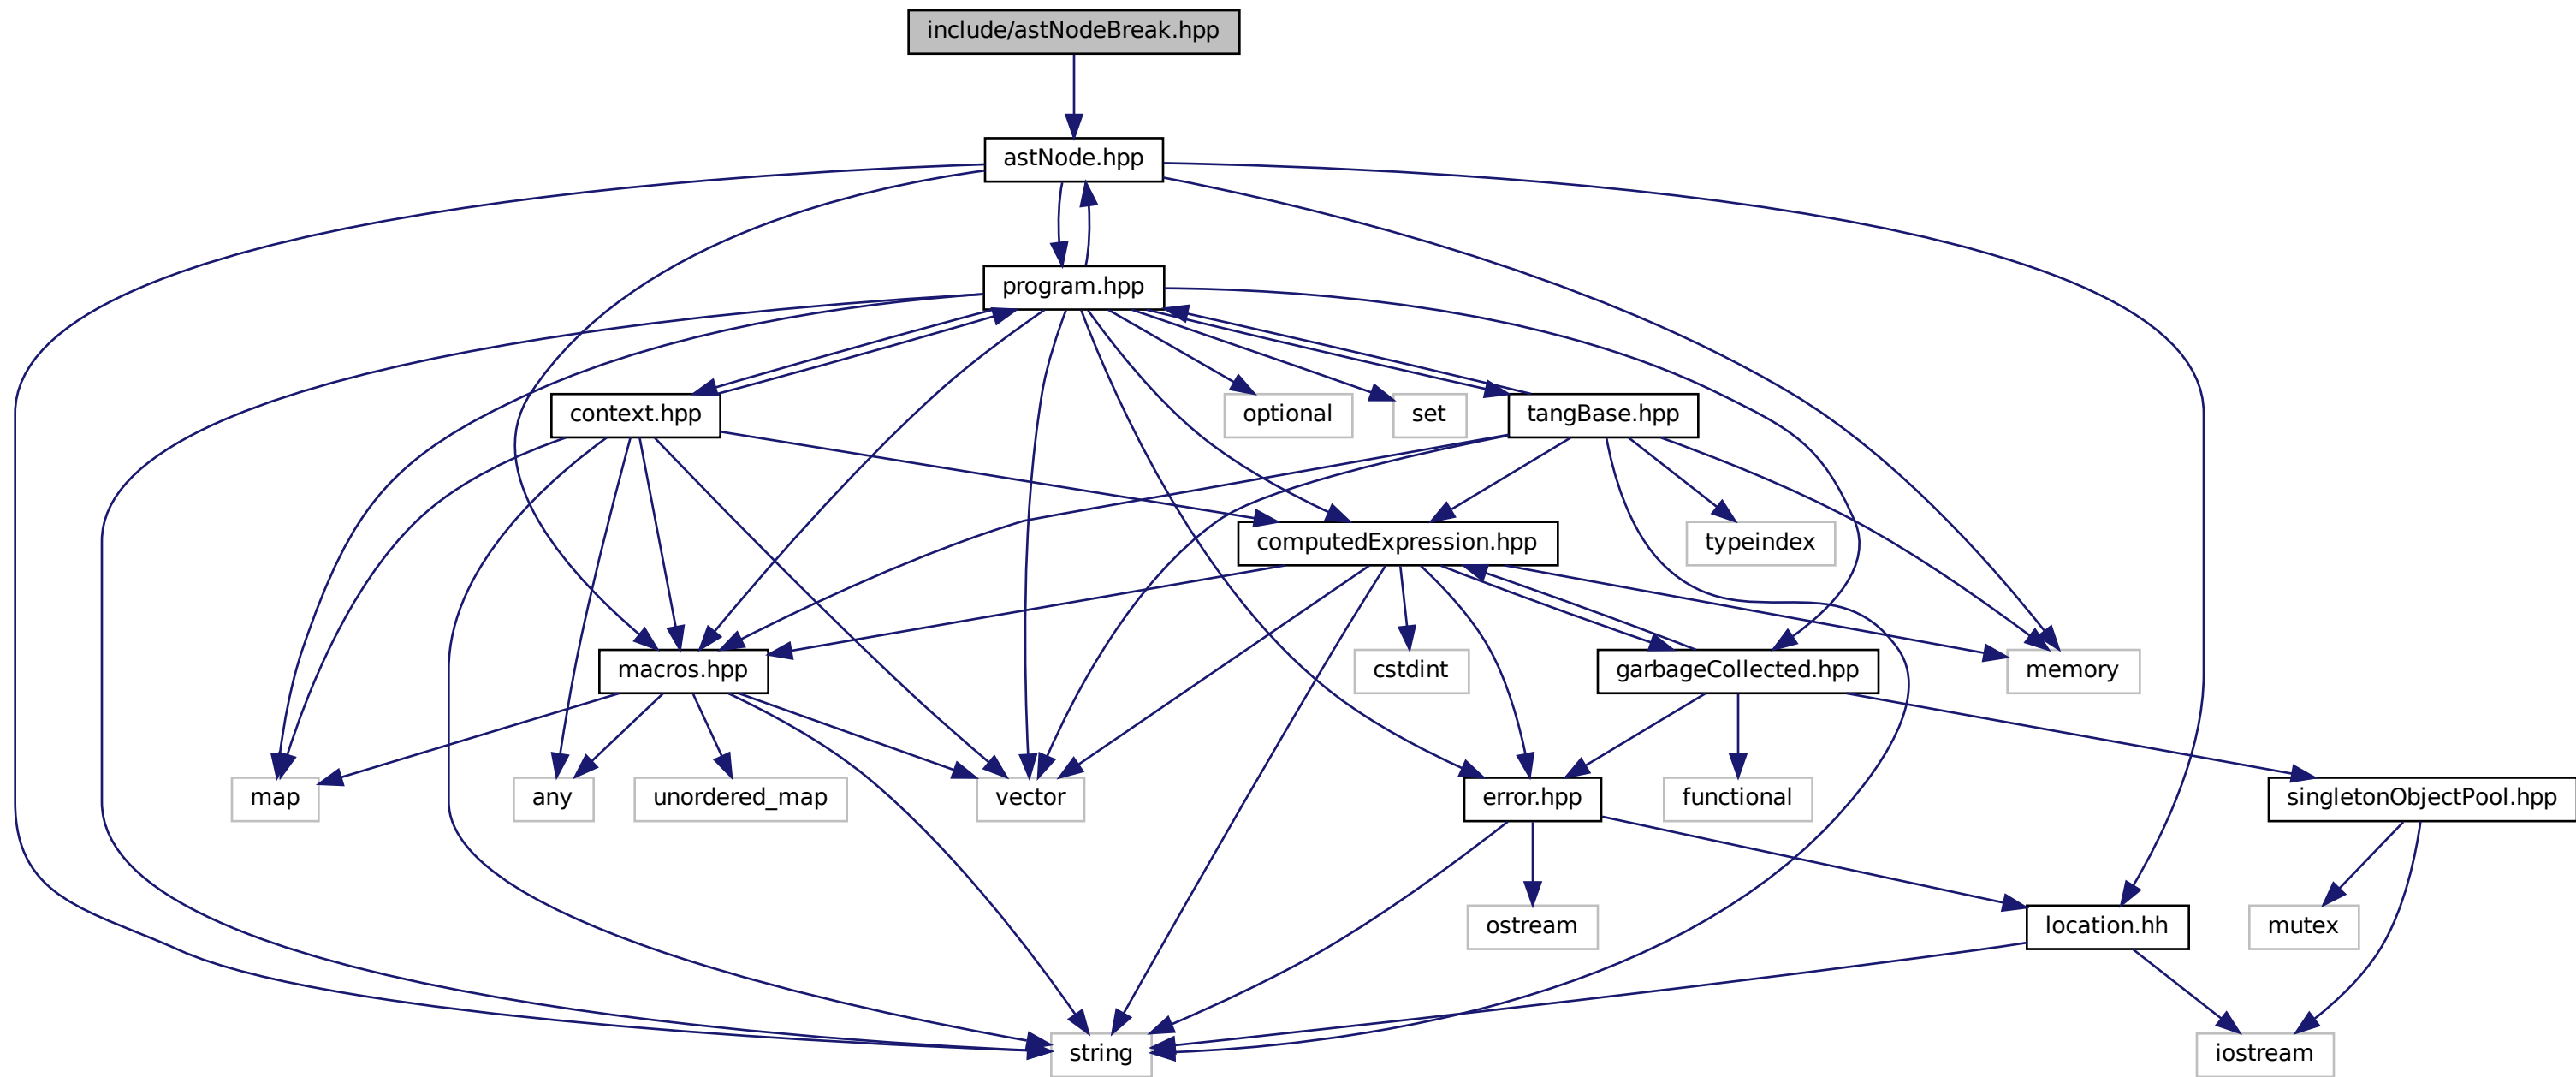 include/astNodeBreak.hpp
astNode.hpp
program.hpp
context.hpp
optional
set
tangBase.hpp
computedExpression.hpp
typeindex
macros.hpp
cstdint
garbageCollected.hpp
memory
map
any
unordered_map
vector
error.hpp
functional
singletonObjectPool.hpp
ostream
location.hh
mutex
string
iostream